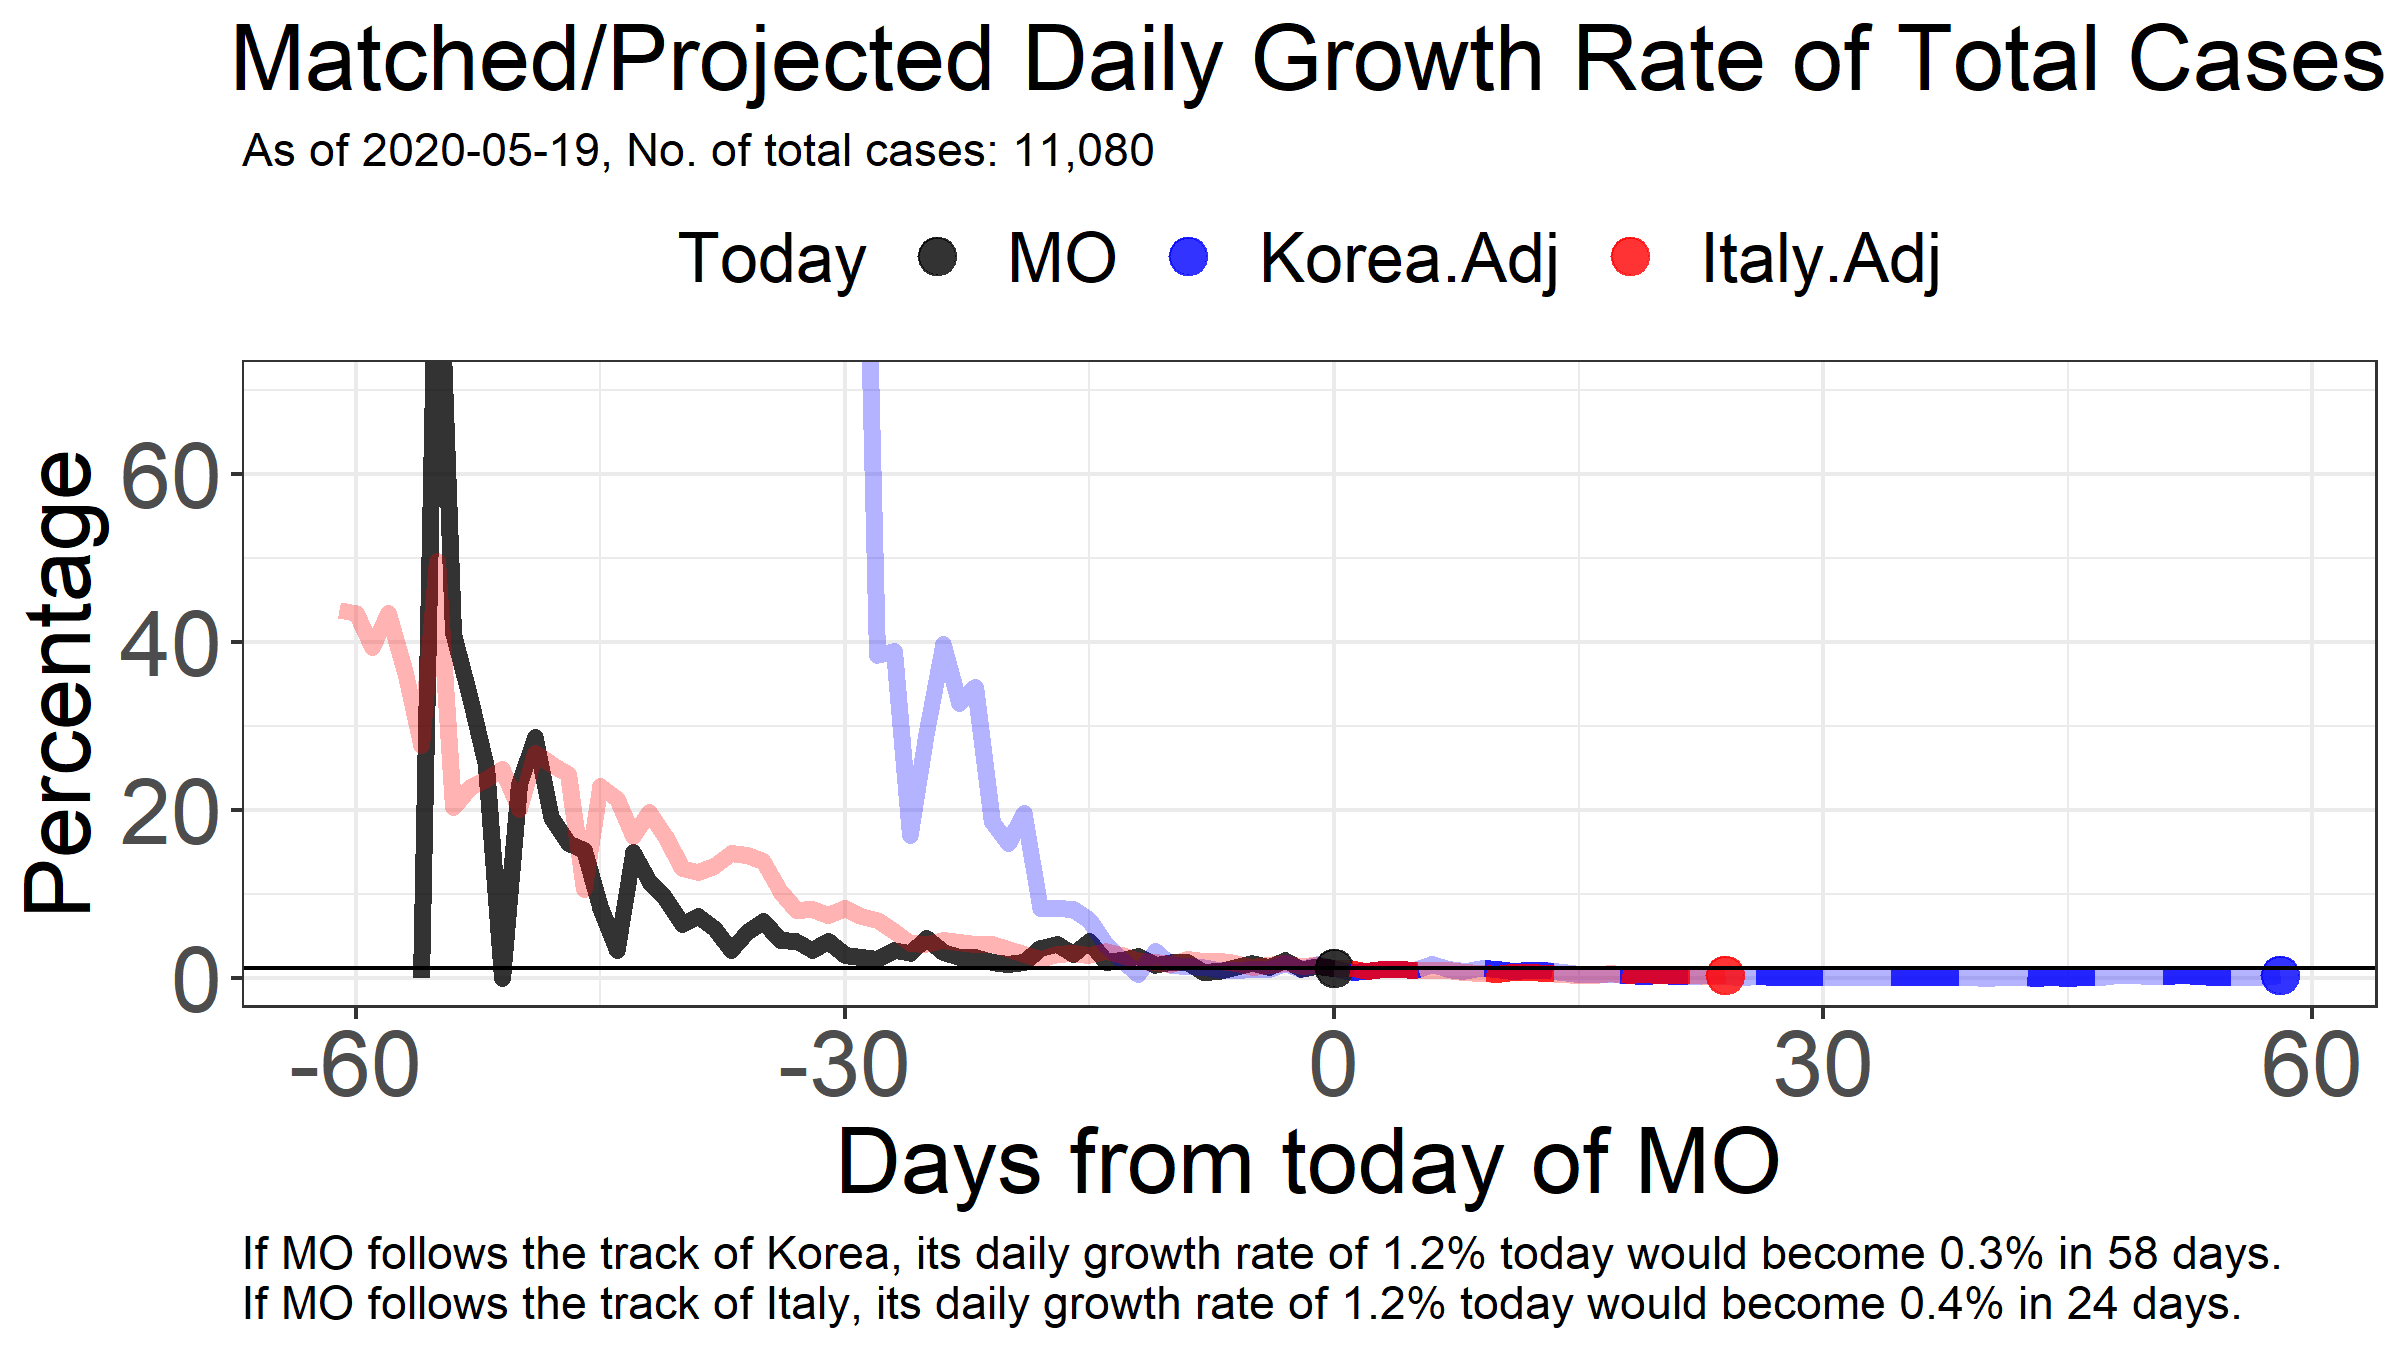 Matched/Projected Daily Growth Rate of Total Cases
As of 2020-05-19, No. of total cases: 11,080
Today MO Korea.Adj Italy.Adj
Percentage
60
40
20
0
-60 -30 0 30 60
Days from today of MO
If MO follows the track of Korea, its daily growth rate of 1.2% today would become 0.3% in 58 days.
If MO follows the track of Italy, its daily growth rate of 1.2% today would become 0.4% in 24 days.